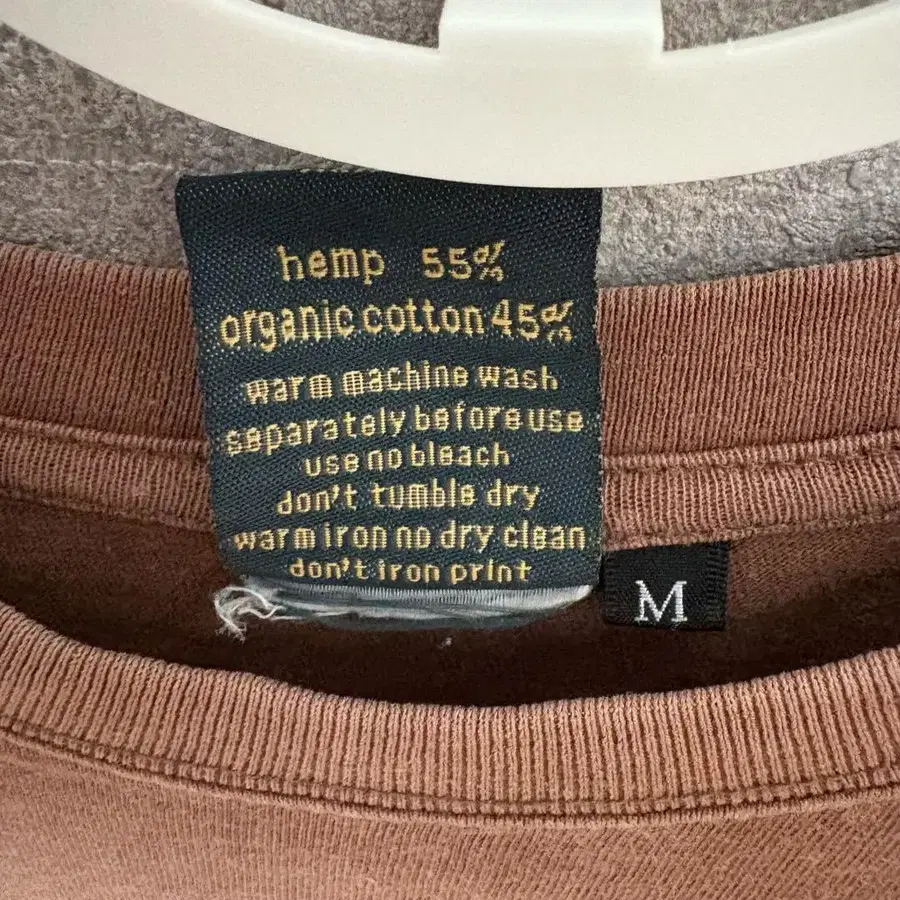 hemp 55%
organic cotton 45%
warm machine wash
separately before use
use no bleach
don't tumble dry
warm iron no dry clean
don't iron print
M